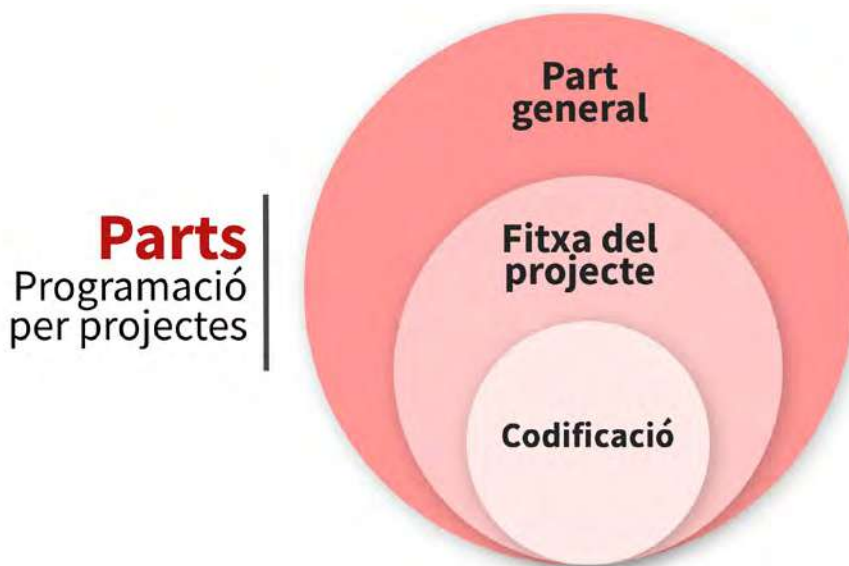 Parts
Programació
per projectes
Part
general
Fitxa del
projecte
Codificació